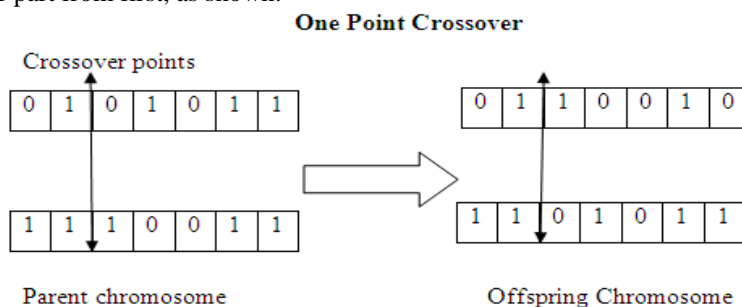 part from first, as shown.
One Point Crossover
Crossover points
0 1 0 1 0 1 1
0 1 1 0 0 1 0
1 1 1 0 0 1 1
1 1 0 1 0 1 1
Parent chromosome
Offspring Chromosome